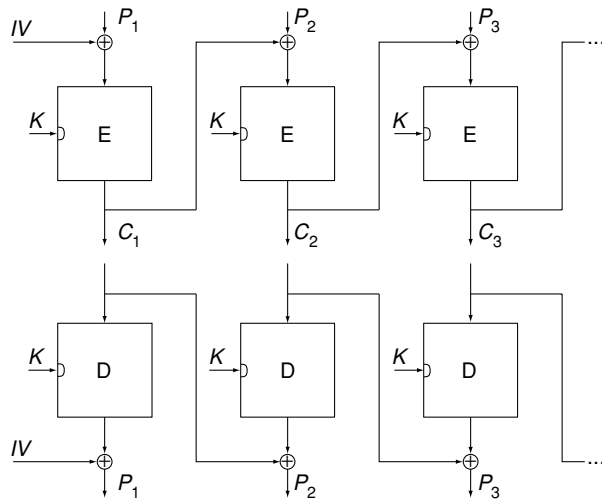 P1 P2 P3
IV ...
K E K E K E
C1 C2 C3
K D K D K D
IV ...
P1 P2 P3